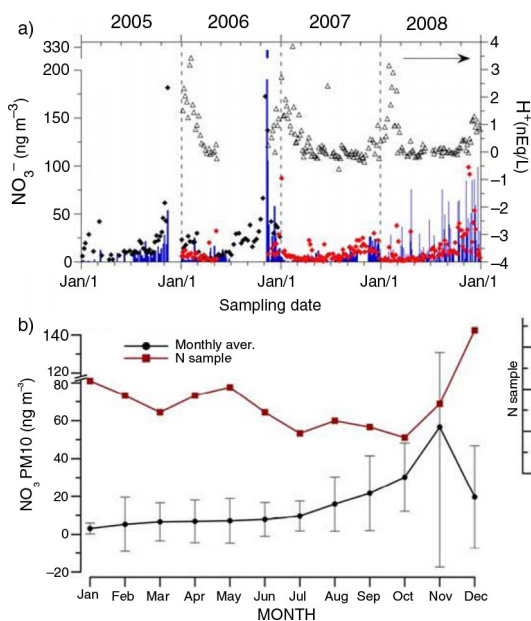 a)
2005 2006 2007 2008
330
200
150
100
50
0
NO₃⁻ (ng m⁻³)
4
3
2
1
0
−1
−2
−3
−4
H⁺(nEq/L)
Jan/1 Jan/1 Jan/1 Jan/1 Jan/1
Sampling date
b)
140
120
80
60
40
20
0
−20
NO₃ PM10 (ng m⁻³)
Monthly aver.
N sample
N sample
Jan Feb Mar Apr May Jun Jul Aug Sep Oct Nov Dec
MONTH